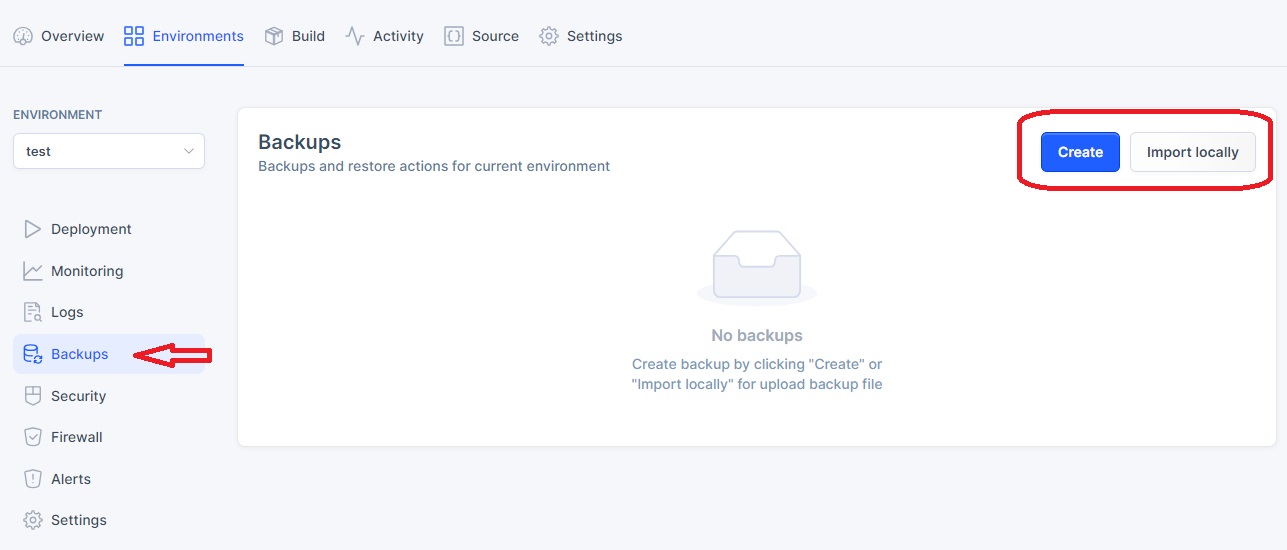 Overview Environments Build Activity Source Settings
ENVIRONMENT
test
Deployment
Monitoring
Logs
Backups
Security
Firewall
Alerts
Settings
Backups
Backups and restore actions for current environment
Create Import locally
No backups
Create backup by clicking "Create" or
"Import locally" for upload backup file